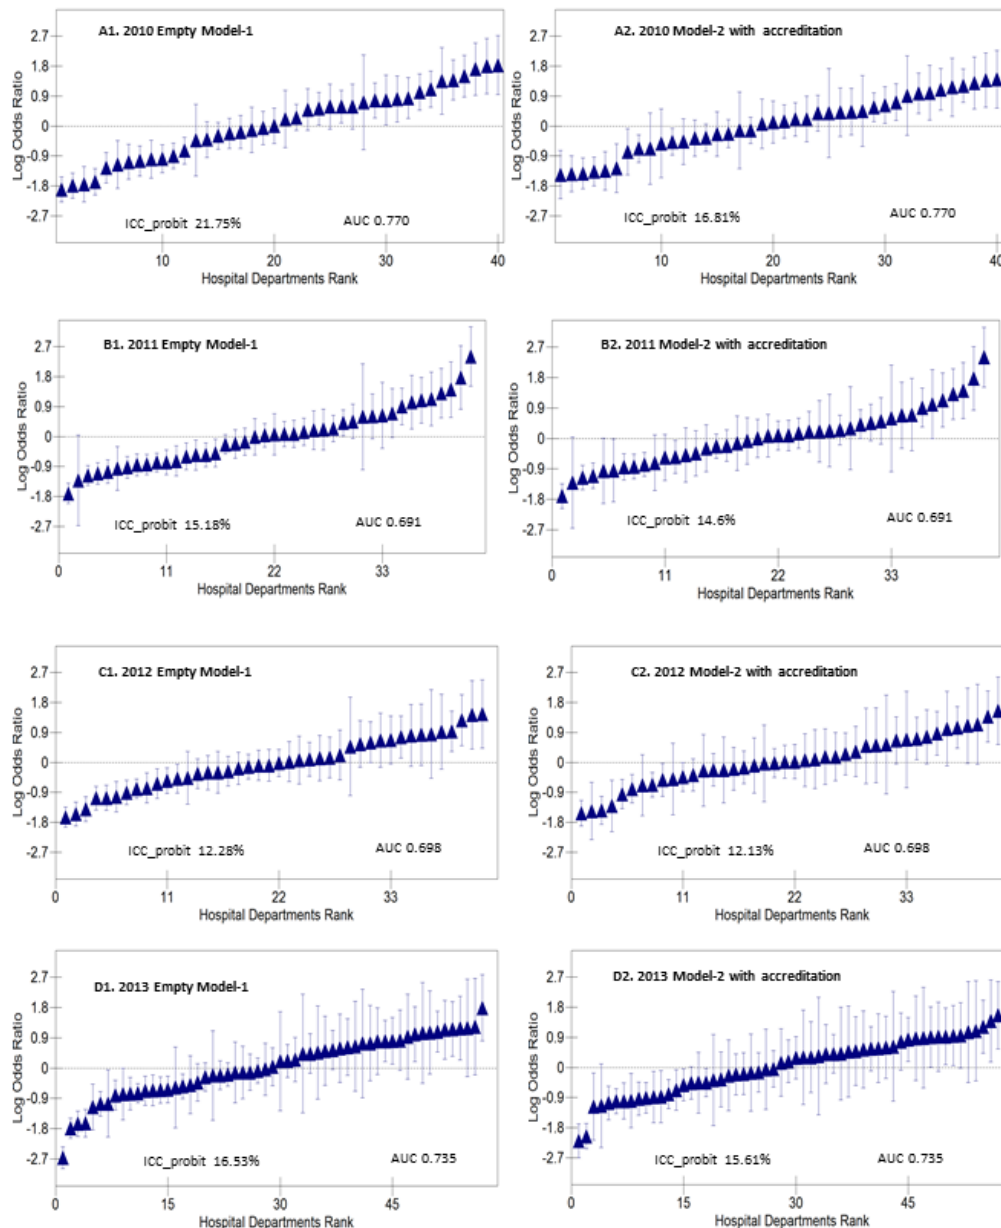 A1. 2010 Empty Model-1
Log Odds Ratio
2.7
1.8
0.9
0
-0.9
-1.8
-2.7
ICC_probit 21.75%
AUC 0.770
10
20
30
40
Hospital Departments Rank
A2. 2010 Model-2 with accreditation
Log Odds Ratio
2.7
1.8
0.9
0
-0.9
-1.8
-2.7
ICC_probit 16.81%
AUC 0.770
10
20
30
40
Hospital Departments Rank
B1. 2011 Empty Model-1
Log Odds Ratio
2.7
1.8
0.9
0
-0.9
-1.8
-2.7
ICC_probit 15.18%
AUC 0.691
0
11
22
33
Hospital Departments Rank
B2. 2011 Model-2 with accreditation
Log Odds Ratio
2.7
1.8
0.9
0
-0.9
-1.8
-2.7
ICC_probit 14.6%
AUC 0.691
0
11
22
33
Hospital Departments Rank
C1. 2012 Empty Model-1
Log Odds Ratio
2.7
1.8
0.9
0
-0.9
-1.8
-2.7
ICC_probit 12.28%
AUC 0.698
0
11
22
33
Hospital Departments Rank
C2. 2012 Model-2 with accreditation
Log Odds Ratio
2.7
1.8
0.9
0
-0.9
-1.8
-2.7
ICC_probit 12.13%
AUC 0.698
0
11
22
33
Hospital Departments Rank
D1. 2013 Empty Model-1
Log Odds Ratio
2.7
1.8
0.9
0
-0.9
-1.8
-2.7
ICC_probit 16.53%
AUC 0.735
0
15
30
45
Hospital Departments Rank
D2. 2013 Model-2 with accreditation
Log Odds Ratio
2.7
1.8
0.9
0
-0.9
-1.8
-2.7
ICC_probit 15.61%
AUC 0.735
0
15
30
45
Hospital Departments Rank